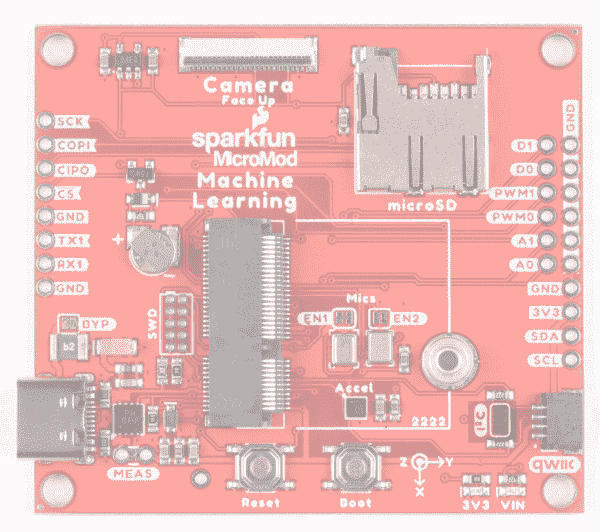 Camera
Face Up
sparkfun
MicroMod
Machine
Learning
microSD
SCK
COPI
CIPO
CS
GND
TX1
RX1
GND
GND
D1
D0
PWM1
PWM0
A1
A0
GND
3V3
SDA
SCL
+
-
BYP
b2
SWD
Mics
EN1
EN2
Accel
2222
I²C
qwiic
MEAS
Reset
Boot
Z
Y
X
3V3
VIN